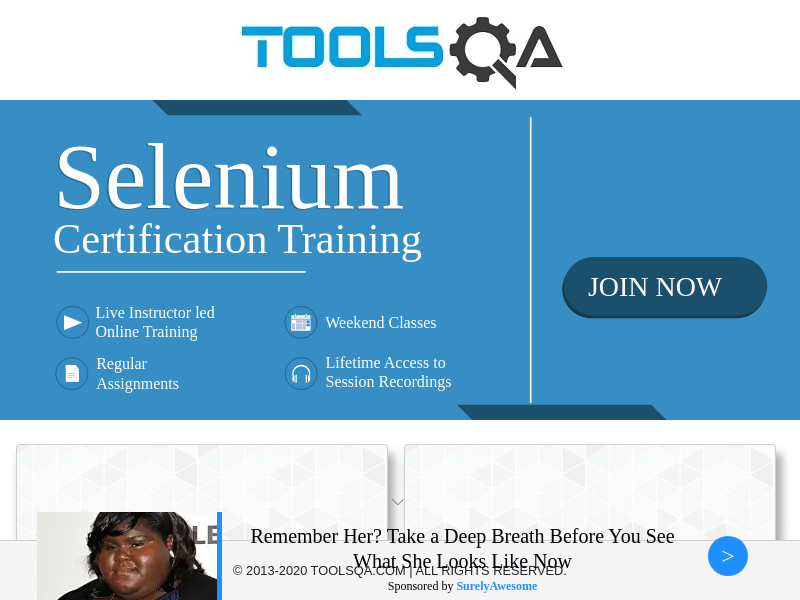 TOOLSQA
Selenium
Certification Training
JOIN NOW
Live Instructor led
Online Training
Weekend Classes
Regular
Assignments
Lifetime Access to
Session Recordings
LE
Remember Her? Take a Deep Breath Before You See
What She Looks Like Now
© 2013-2020 TOOLSQA.COM | ALL RIGHTS RESERVED.
Sponsored by SurelyAwesome
>